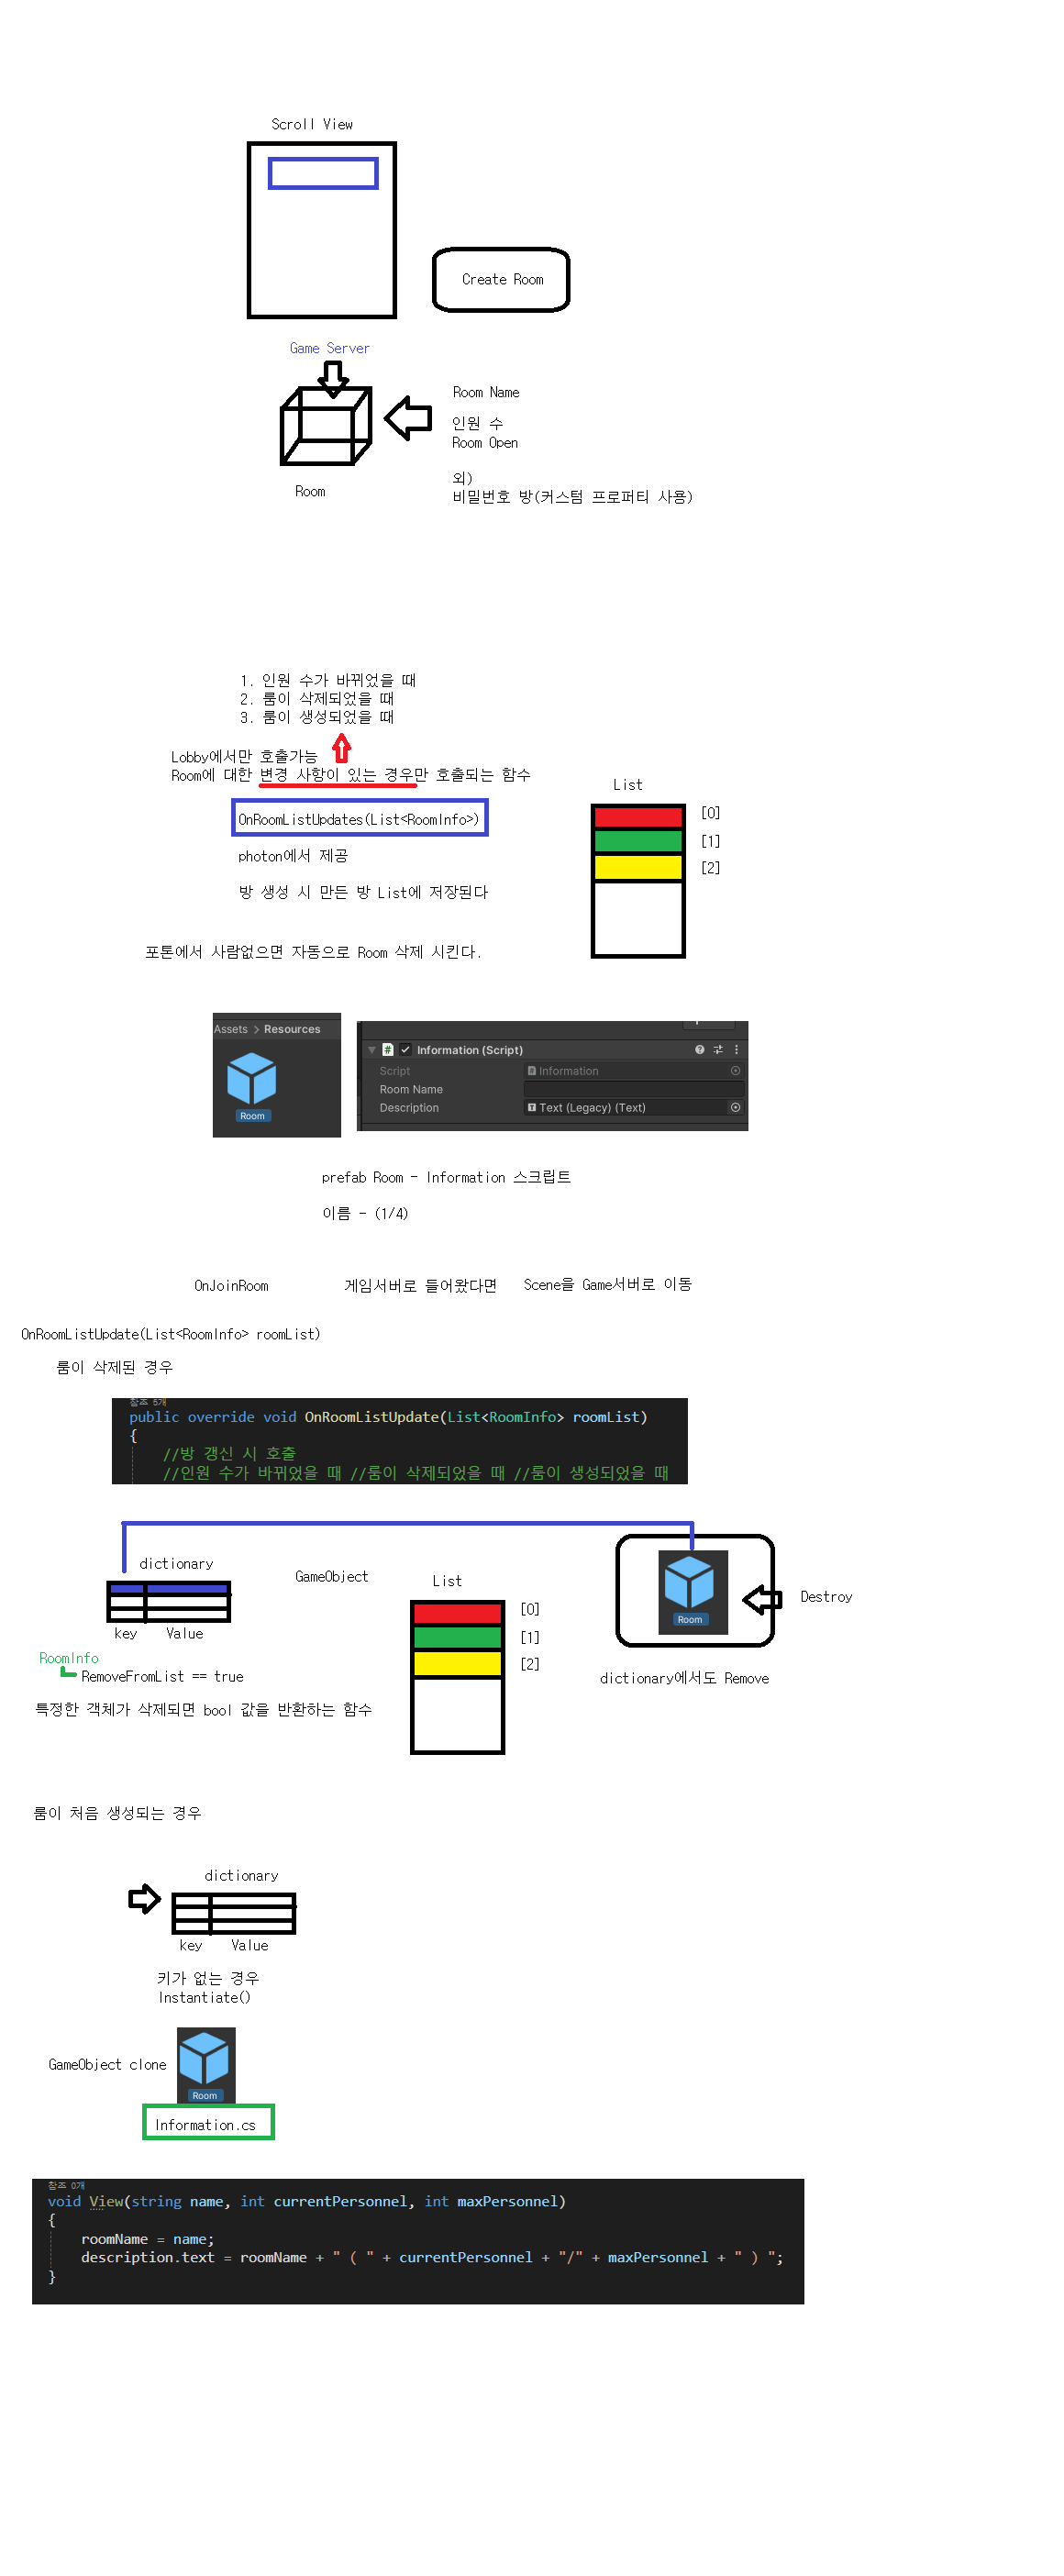 Scroll View
Create Room
Game Server
Room Name
인원 수
Room Open
외)
비밀번호 방(커스텀 프로퍼티 사용)
Room
1. 인원 수가 바뀌었을 때
2. 룸이 삭제되었을 때
3. 룸이 생성되었을 때
Lobby에서만 호출가능
Room에 대한 변경 사항이 있는 경우만 호출되는 함수
OnRoomListUpdates(List<RoomInfo>)
photon에서 제공
방 생성 시 만든 방 List에 저장된다
List
[0]
[1]
[2]
포톤에서 사람없으면 자동으로 Room 삭제 시킨다.
Assets > Resources
Room
Information (Script)
Script
Information
Room Name
Description
Text (Legacy) (Text)
prefab Room - Information 스크립트
이름 - (1/4)
OnJoinRoom 게임서버로 들어왔다면 Scene을 Game서버로 이동
OnRoomListUpdate(List<RoomInfo> roomList)
룸이 삭제된 경우
참조 5개
public override void OnRoomListUpdate(List<RoomInfo> roomList)
{
//방 갱신 시 호출
//인원 수가 바뀌었을 때 //룸이 삭제되었을 때 //룸이 생성되었을 때
dictionary
key Value
RoomInfo
RemoveFromList == true
특정한 객체가 삭제되면 bool 값을 반환하는 함수
GameObject
List
[0]
[1]
[2]
Room
Destroy
dictionary에서도 Remove
룸이 처음 생성되는 경우
dictionary
key Value
키가 없는 경우
Instantiate()
GameObject clone
Room
Information.cs
참조 0개
void View(string name, int currentPersonnel, int maxPersonnel)
{
roomName = name;
description.text = roomName + " ( " + currentPersonnel + "/" + maxPersonnel + " ) ";
}